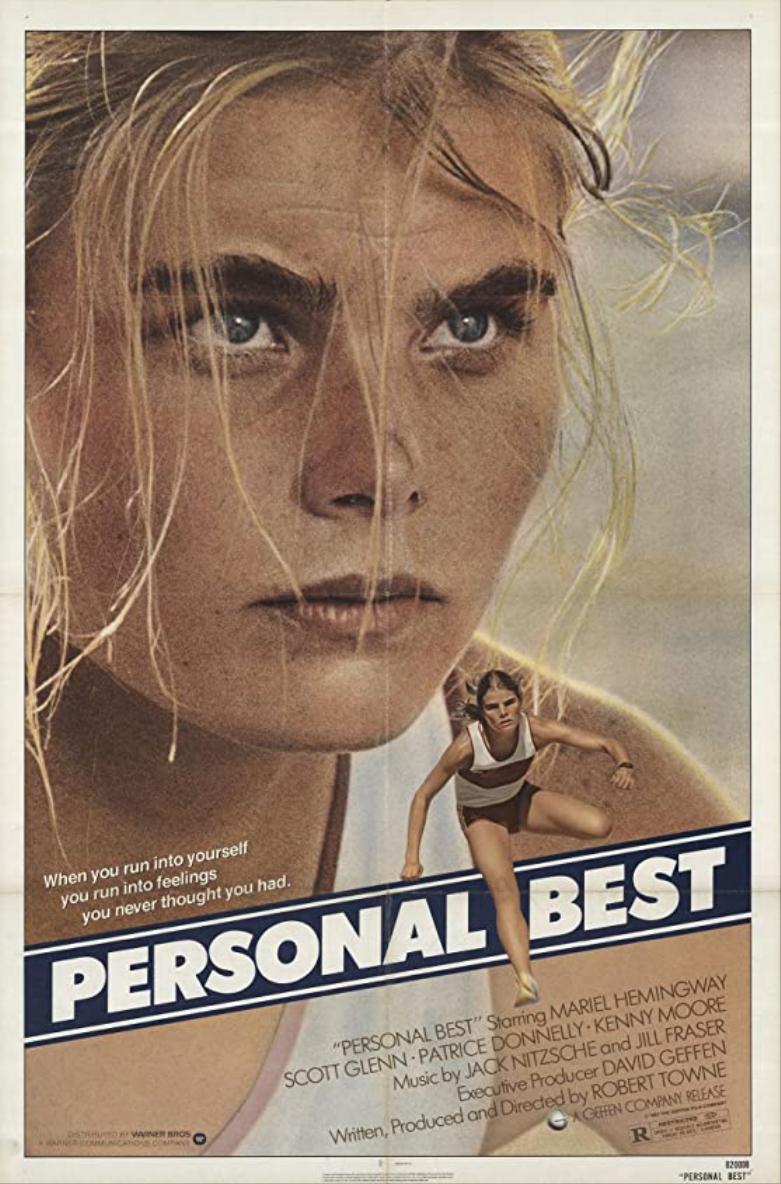 When you run into yourself
you run into feelings
you never thought you had.
PERSONAL BEST
"PERSONAL BEST" Starring MARIEL HEMINGWAY
SCOTT GLENN · PATRICE DONNELLY · KENNY MOORE
Music by JACK NITZSCHE and JILL FRASER
Executive Producer DAVID GEFFEN
Written, Produced and Directed by ROBERT TOWNE
A GEFFEN COMPANY RELEASE
DISTRIBUTED BY WARNER BROS
A WARNER COMMUNICATIONS COMPANY
R RESTRICTED
820008
"PERSONAL BEST"